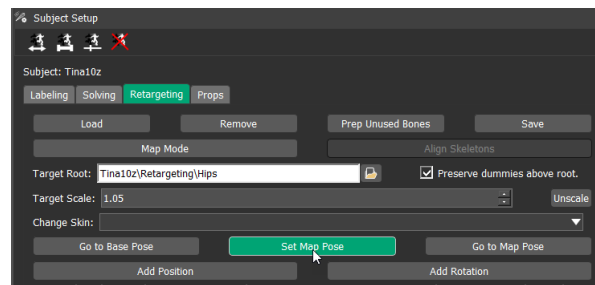 Subject Setup
Subject: Tina10z
Labeling Solving Retargeting Props
Load Remove Prep Unused Bones Save
Map Mode Align Skeletons
Target Root: Tina10z\Retargeting\Hips Preserve dummies above root.
Target Scale: 1.05 Unscale
Change Skin:
Go to Base Pose Set Map Pose Go to Map Pose
Add Position Add Rotation